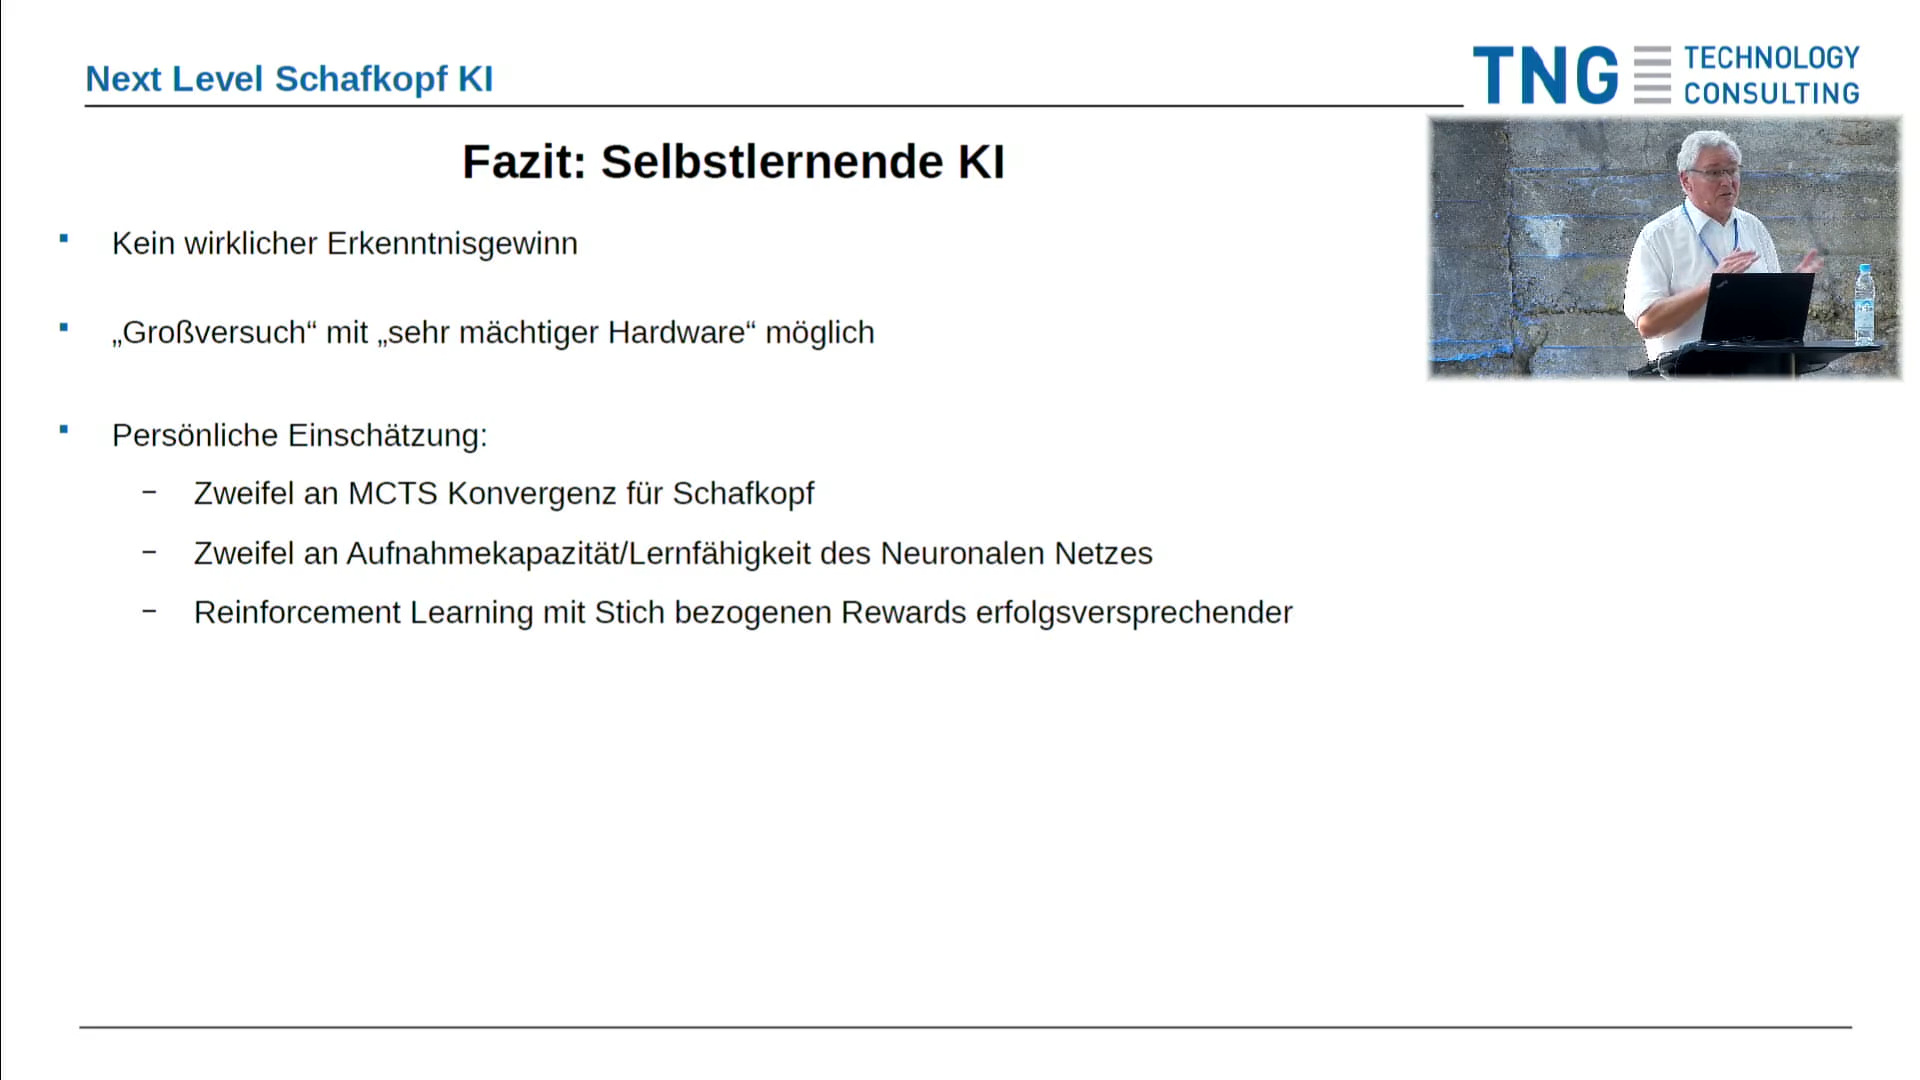 Next Level Schafkopf KI
TNG TECHNOLOGY CONSULTING
Fazit: Selbstlernende KI
Kein wirklicher Erkenntnisgewinn
„Großversuch“ mit „sehr mächtiger Hardware“ möglich
Persönliche Einschätzung:
– Zweifel an MCTS Konvergenz für Schafkopf
– Zweifel an Aufnahmekapazität/Lernfähigkeit des Neuronalen Netzes
– Reinforcement Learning mit Stich bezogenen Rewards erfolgsversprechender